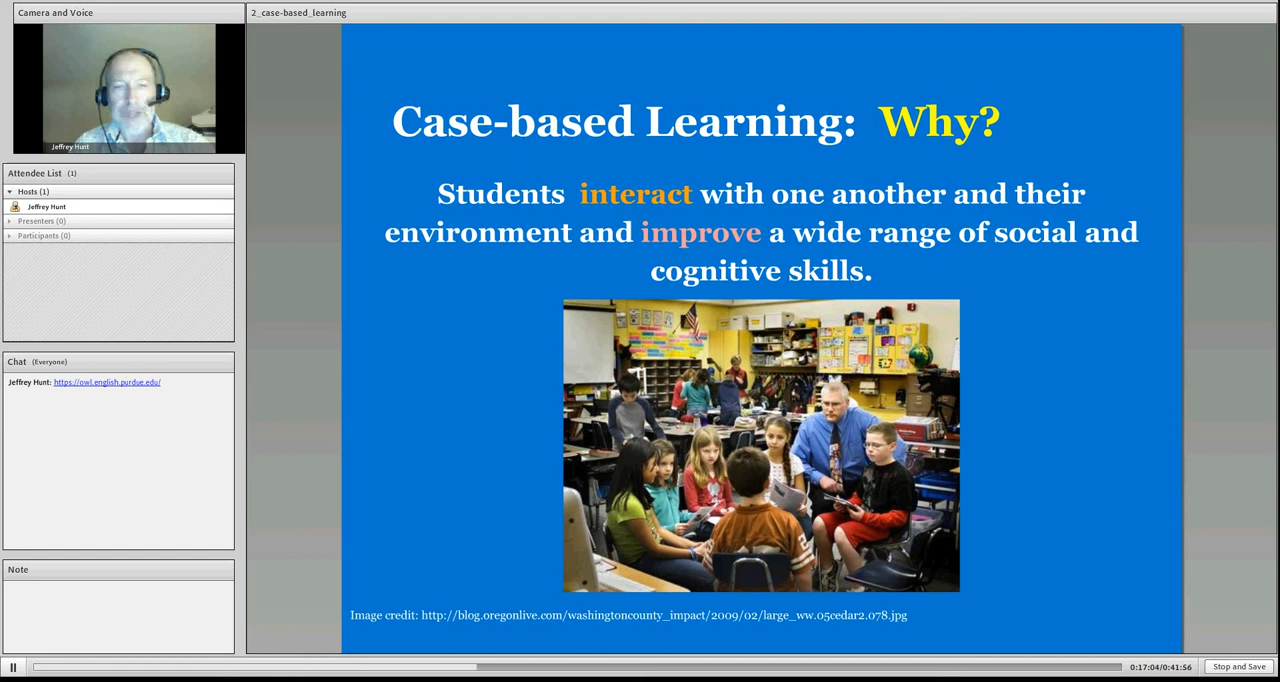 Camera and Voice
Jeffrey Hunt
Attendee List (1)
Hosts (1)
Jeffrey Hunt
Presenters (0)
Participants (0)
Chat (Everyone)
Jeffrey Hunt: https://owl.english.purdue.edu/
Note
2_case-based_learning
Case-based Learning: Why?
Students interact with one another and their
environment and improve a wide range of social and
cognitive skills.
Image credit: http://blog.oregonlive.com/washingtoncounty_impact/2009/02/large_ww.05cedar2.078.jpg
0:17:04/0:41:56
Stop and Save